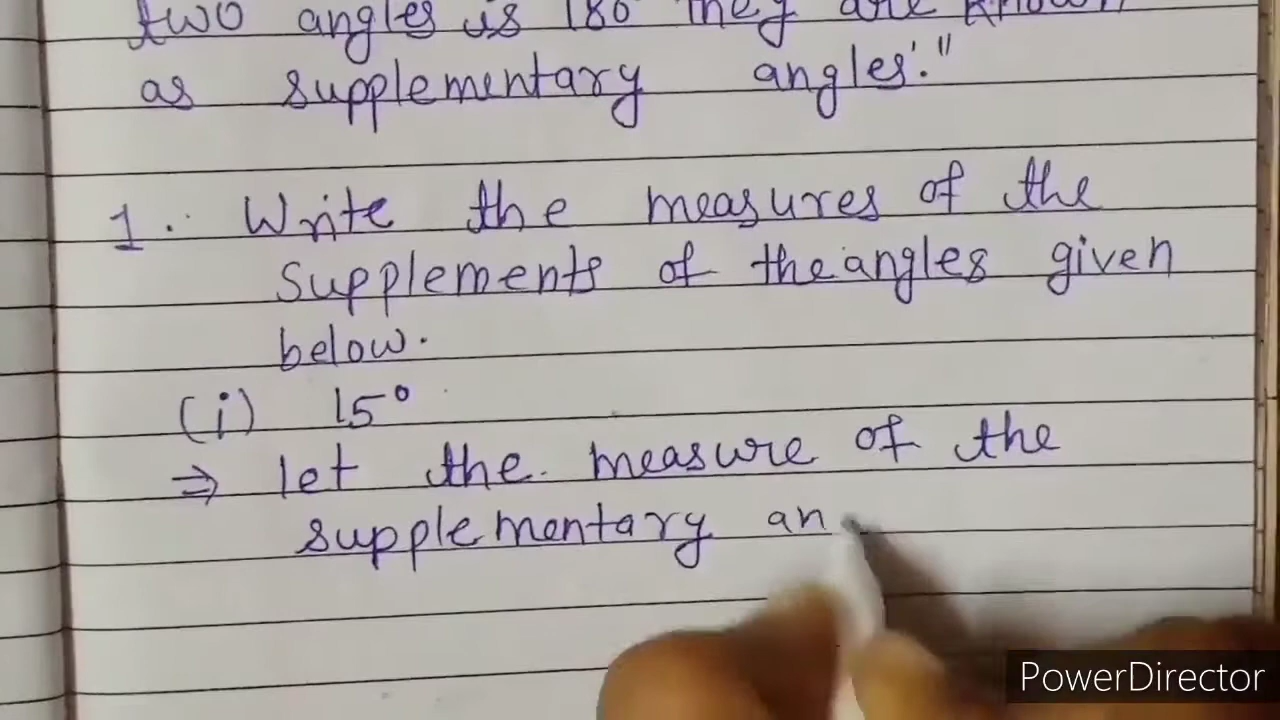 two angles is 180° they are known
as supplementary angles."
1. Write the measures of the
supplements of the angles given
below.
(i) 15°
⇒ let the measure of the
supplementary an
PowerDirector